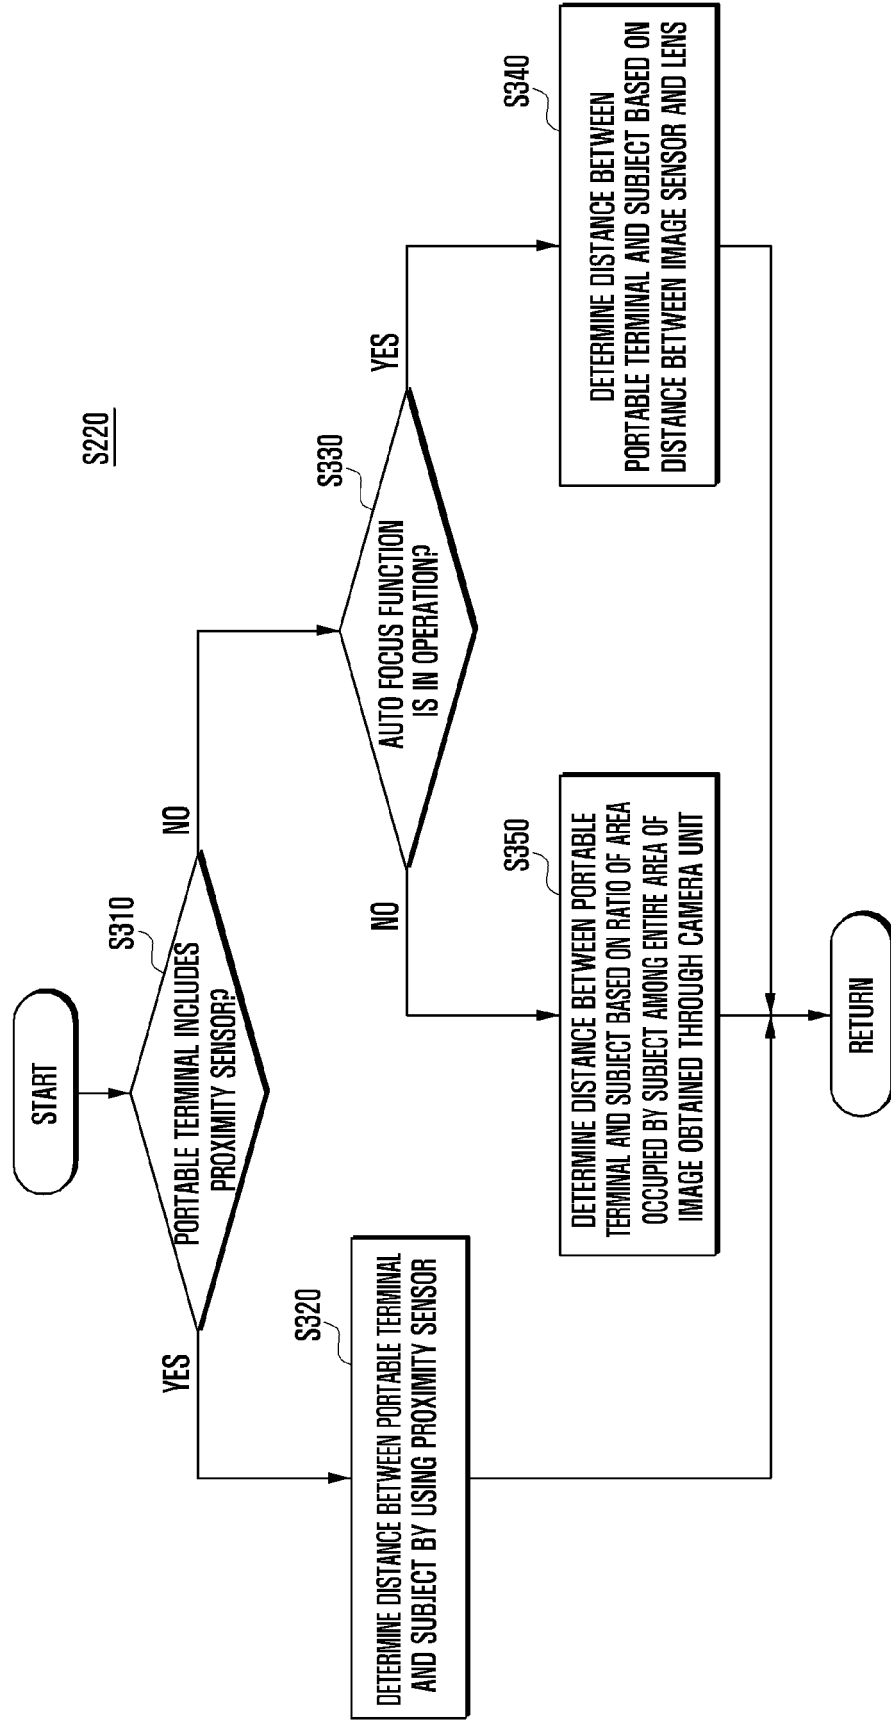 S220
START
S310
PORTABLE TERMINAL INCLUDES
PROXIMITY SENSOR?
YES
NO
S320
DETERMINE DISTANCE BETWEEN PORTABLE TERMINAL
AND SUBJECT BY USING PROXIMITY SENSOR
S330
AUTO FOCUS FUNCTION
IS IN OPERATION?
NO
YES
S350
DETERMINE DISTANCE BETWEEN PORTABLE
TERMINAL AND SUBJECT BASED ON RATIO OF AREA
OCCUPIED BY SUBJECT AMONG ENTIRE AREA OF
IMAGE OBTAINED THROUGH CAMERA UNIT
S340
DETERMINE DISTANCE BETWEEN
PORTABLE TERMINAL AND SUBJECT BASED ON
DISTANCE BETWEEN IMAGE SENSOR AND LENS
RETURN